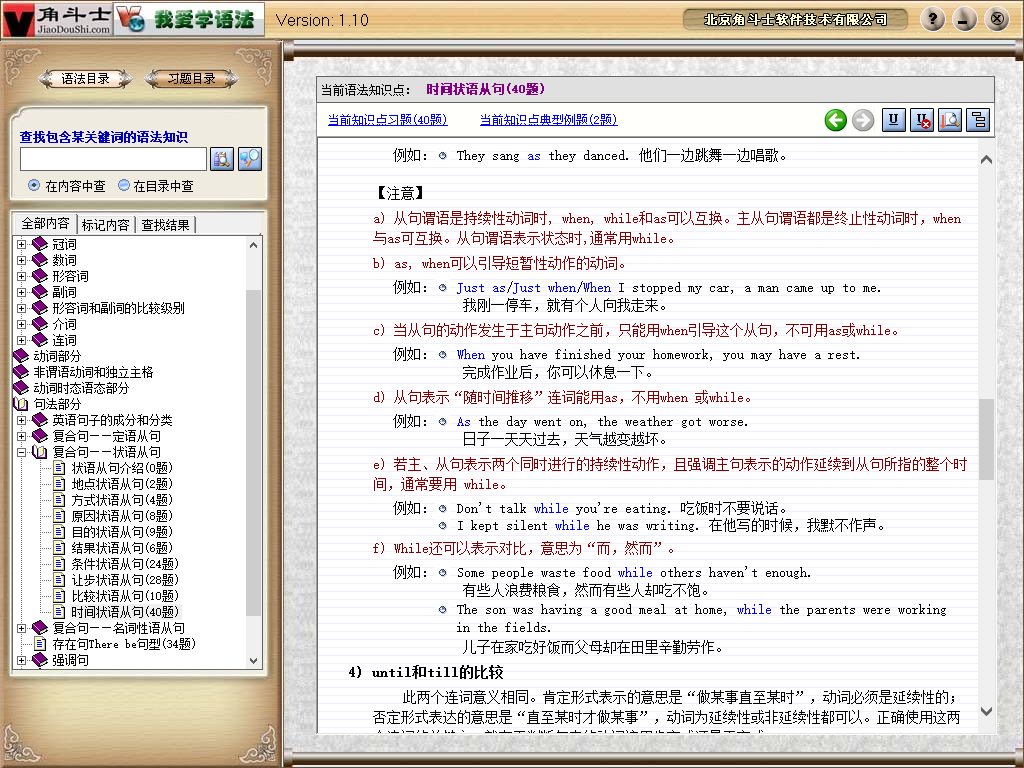 角斗士
JiaoDouShi.com
我爱学语法
Version: 1.10
北京角斗士软件技术有限公司
语法目录
习题目录
查找包含某关键词的语法知识
在内容中查
在目录中查
全部内容
标记内容
查找结果
冠词
数词
形容词
副词
形容词和副词的比较级别
介词
连词
动词部分
非谓语动词和独立主格
动词时态语态部分
句法部分
英语句子的成分和分类
复合句——定语从句
复合句——状语从句
状语从句介绍(0题)
地点状语从句(2题)
方式状语从句(4题)
原因状语从句(8题)
目的状语从句(9题)
结果状语从句(6题)
条件状语从句(24题)
让步状语从句(28题)
比较状语从句(10题)
时间状语从句(40题)
复合句——名词性语从句
存在句There be句型(34题)
强调句
当前语法知识点: 时间状语从句(40题)
当前知识点习题(40题)
当前知识点典型例题(2题)
例如: They sang as they danced. 他们一边跳舞一边唱歌。
【注意】
a) 从句谓语是持续性动词时, when, while和as可以互换。主从句谓语都是终止性动词时, when
与as可互换。从句谓语表示状态时,通常用while。
b) as, when可以引导短暂性动作的动词。
例如: Just as/Just when/When I stopped my car, a man came up to me.
我刚一停车，就有个人向我走来。
c) 当从句的动作发生于主句动作之前，只能用when引导这个从句，不可用as或while。
例如: When you have finished your homework, you may have a rest.
完成作业后，你可以休息一下。
d) 从句表示“随时间推移”连词能用as，不用when 或while。
例如: As the day went on, the weather got worse.
日子一天天过去，天气越变越坏。
e) 若主、从句表示两个同时进行的持续性动作，且强调主句表示的动作延续到从句所指的整个时
间，通常要用 while。
例如: Don't talk while you're eating. 吃饭时不要说话。
I kept silent while he was writing. 在他写的时候，我默不作声。
f) While还可以表示对比，意思为“而，然而”。
例如: Some people waste food while others haven't enough.
有些人浪费粮食，然而有些人却吃不饱。
The son was having a good meal at home, while the parents were working
in the fields.
儿子在家吃好饭而父母却在田里辛勤劳作。
4) until和till的比较
此两个连词意义相同。肯定形式表示的意思是“做某事直至某时”，动词必须是延续性的；
否定形式表达的意思是“直至某时才做某事”，动词为延续性或非延续性都可以。正确使用这两